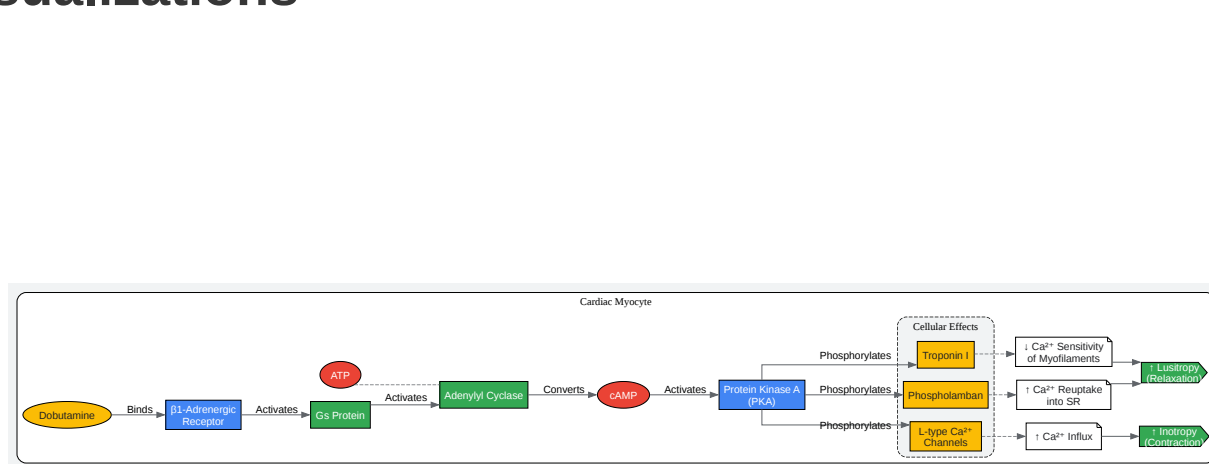 Cardiac Myocyte
Cellular Effects
Dobutamine
Binds
β1-Adrenergic
Receptor
Activates
ATP
Gs Protein
Activates
Adenylyl Cyclase
Converts
cAMP
Activates
Protein Kinase A
(PKA)
Phosphorylates
Phosphorylates
Phosphorylates
Troponin I
Phospholamban
L-type Ca²⁺
Channels
↓ Ca²⁺ Sensitivity
of Myofilaments
↑ Ca²⁺ Reuptake
into SR
↑ Ca²⁺ Influx
↑ Lusitropy
(Relaxation)
↑ Inotropy
(Contraction)